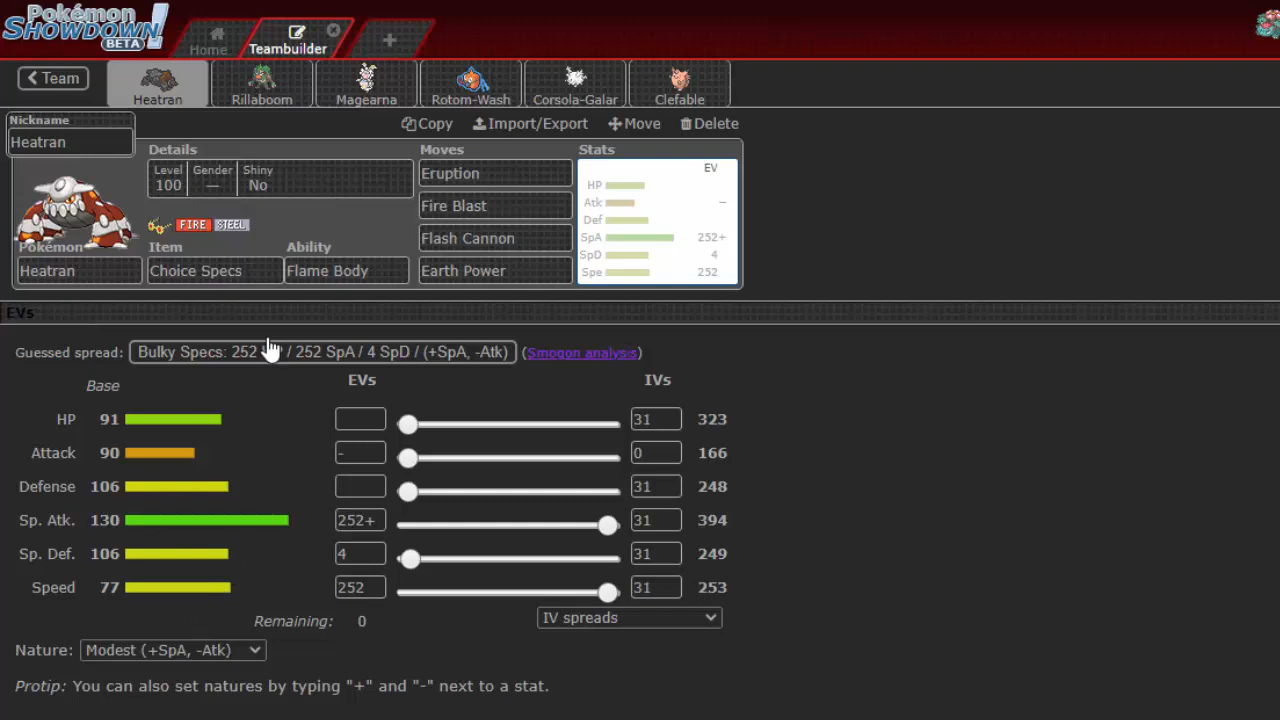 Pokémon
SHOWDOWN!
BETA
Home
Teambuilder
+
< Team
Heatran
Rillaboom
Magearna
Rotom-Wash
Corsola-Galar
Clefable
Copy
Import/Export
Move
Delete
Nickname
Heatran
Details
Level
100
Gender
—
Shiny
No
FIRE
STEEL
Pokémon
Heatran
Item
Choice Specs
Ability
Flame Body
Moves
Eruption
Fire Blast
Flash Cannon
Earth Power
Stats
EV
HP
Atk –
Def
SpA 252+
SpD 4
Spe 252
EVs
Guessed spread: Bulky Specs: 252 / 252 SpA / 4 SpD / (+SpA, -Atk) (Smogon analysis)
Base EVs IVs
HP 91 31 323
Attack 90 - 0 166
Defense 106 31 248
Sp. Atk. 130 252+ 31 394
Sp. Def. 106 4 31 249
Speed 77 252 31 253
Remaining: 0
IV spreads
Nature: Modest (+SpA, -Atk)
Protip: You can also set natures by typing "+" and "-" next to a stat.